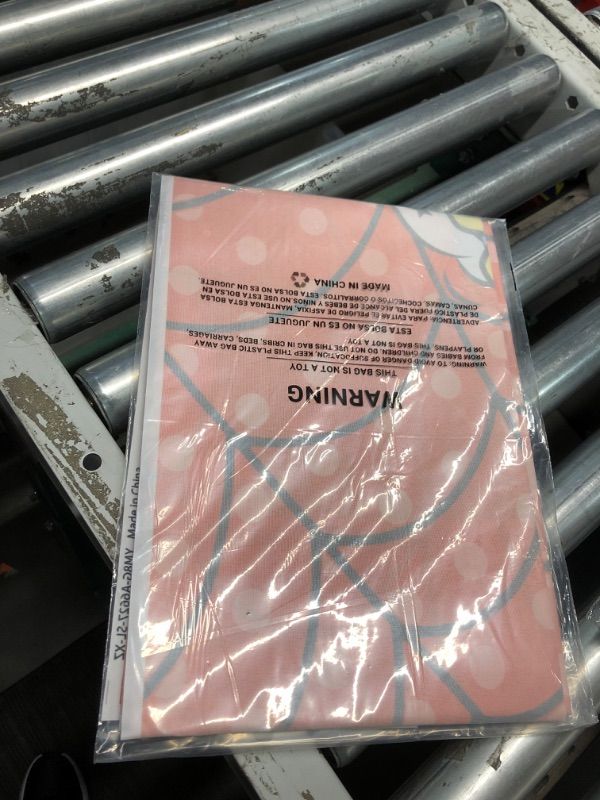 WARNING
THIS BAG IS NOT A TOY
WARNING: TO AVOID DANGER OF SUFFOCATION, KEEP THIS PLASTIC BAG AWAY
FROM BABIES AND CHILDREN. DO NOT USE THIS BAG IN CRIBS, BEDS, CARRIAGES,
OR PLAYPENS, THIS BAG IS NOT A TOY
ESTA BOLSA NO ES UN JUGUETE
ADVERTENCIA: PARA EVITAR EL PELIGRO DE ASFIXIA, MANTENGA ESTA BOLSA
DE PLASTICO FUERA DEL ALCANCE DE BEBÉS Y NIÑOS.NO USE ESTA BOLSA EN
CUNAS, CAMAS, COCHECITOS O CORRALITOS. ESTA BOLSA NO ES UN JUGUETE.
MADE IN CHINA
Made in China